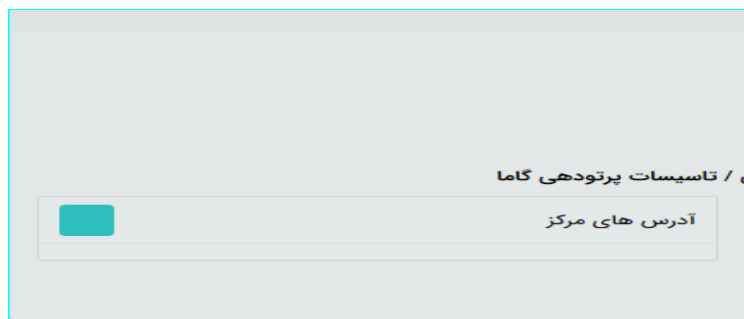 / تاسیسات پرتودهی گاما
آدرس های مرکز